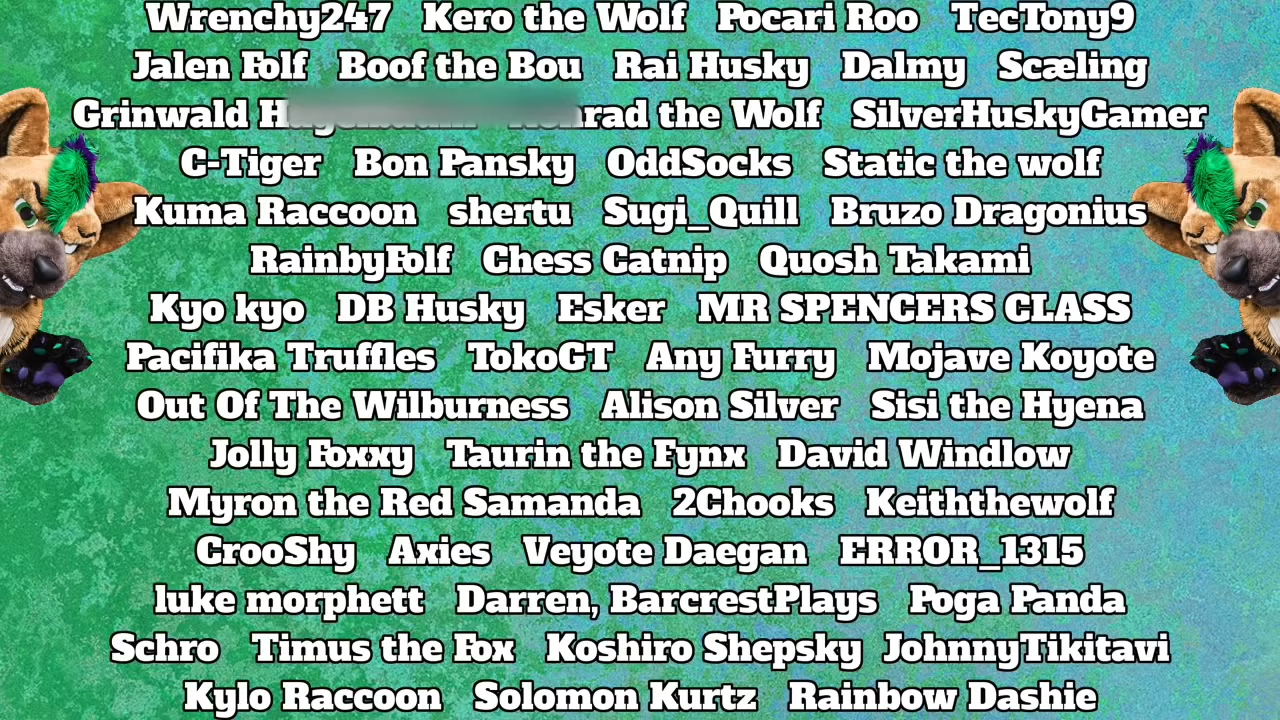 Wrenchy247 Kero the Wolf Pocari Roo TecTony9
Jalen Folf Boof the Bou Rai Husky Dalmy Scæling
Grinwald the Wolf SilverHuskyGamer
C-Tiger Bon Pansky OddSocks Static the wolf
Kuma Raccoon shertu Sugi_Quill Bruzo Dragonius
RainbyFolf Chess Catnip Quosh Takami
Kyo kyo DB Husky Esker MR SPENCERS CLASS
Pacifika Truffles TokoGT Any Furry Mojave Koyote
Out Of The Wilburness Alison Silver Sisi the Hyena
Jolly Foxxy Taurin the Fynx David Windlow
Myron the Red Samanda 2Chooks Keiththewolf
CrooShy Axies Veyote Daegan ERROR_1315
luke morphett Darren, BarcrestPlays Poga Panda
Schro Timus the Fox Koshiro Shepsky JohnnyTikitavi
Kylo Raccoon Solomon Kurtz Rainbow Dashie